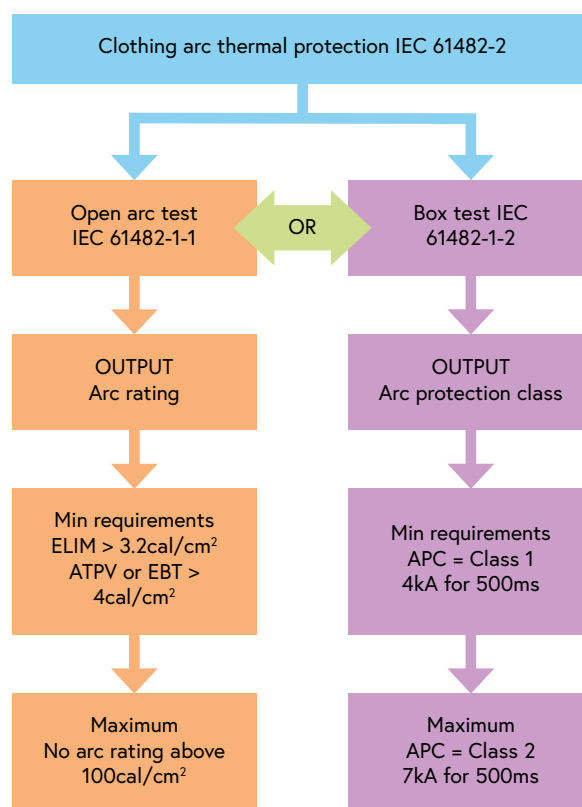 Clothing arc thermal protection IEC 61482-2
Open arc test
IEC 61482-1-1
OR
Box test IEC
61482-1-2
OUTPUT
Arc rating
OUTPUT
Arc protection class
Min requirements
ELIM > 3.2cal/cm²
ATPV or EBT >
4cal/cm²
Min requirements
APC = Class 1
4kA for 500ms
Maximum
No arc rating above
100cal/cm²
Maximum
APC = Class 2
7kA for 500ms